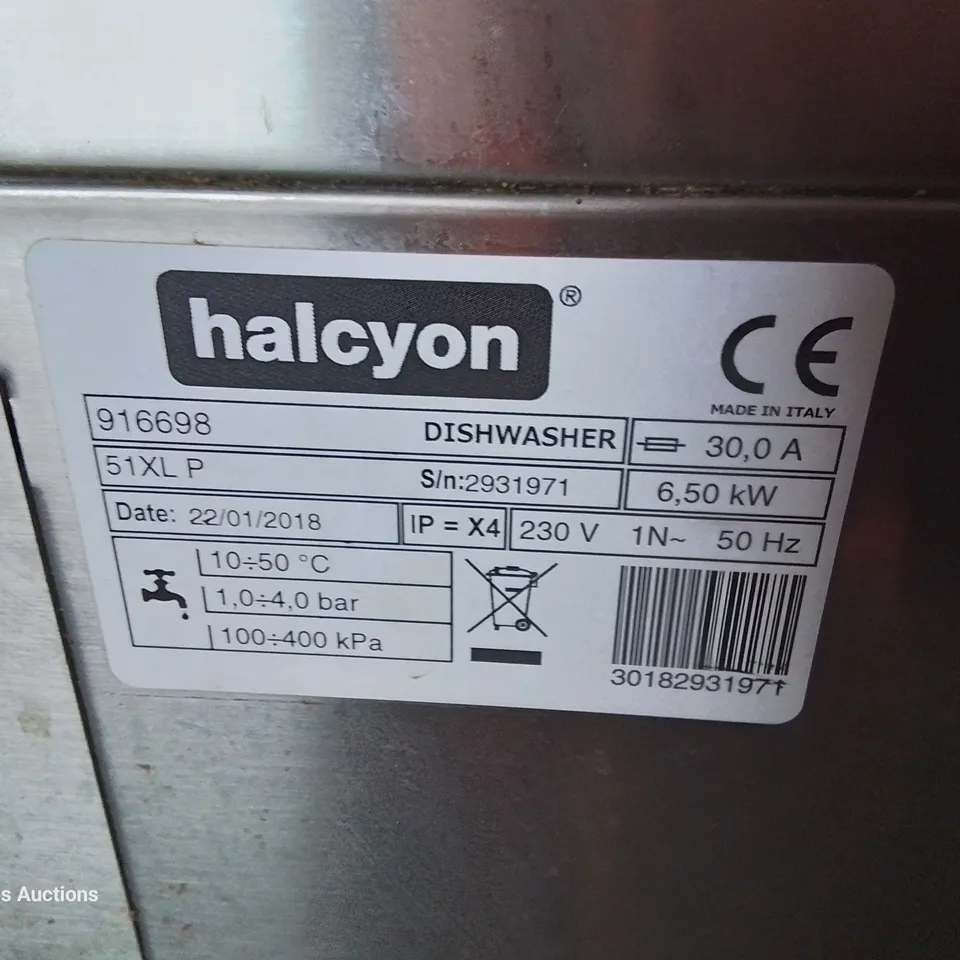 halcyon ®
CE
MADE IN ITALY
916698 DISHWASHER 30,0 A
51XL P S/n:2931971 6,50 kW
Date: 22/01/2018 IP = X4 230 V 1N~ 50 Hz
10÷50 °C
1,0÷4,0 bar
100÷400 kPa
30182931971
s Auctions